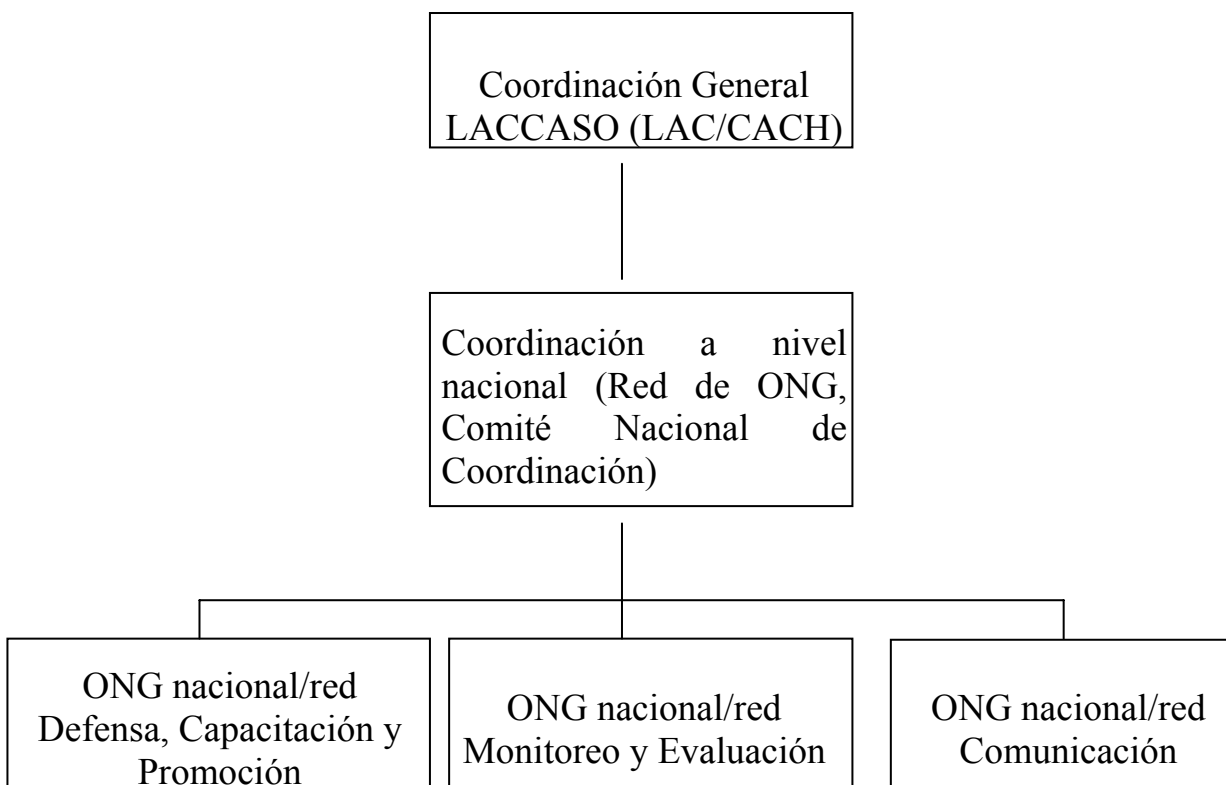 Coordinación General
LACCASO (LAC/CACH)
Coordinación a nivel
nacional (Red de ONG,
Comité Nacional de
Coordinación)
ONG nacional/red
Defensa, Capacitación y
Promoción
ONG nacional/red
Monitoreo y Evaluación
ONG nacional/red
Comunicación